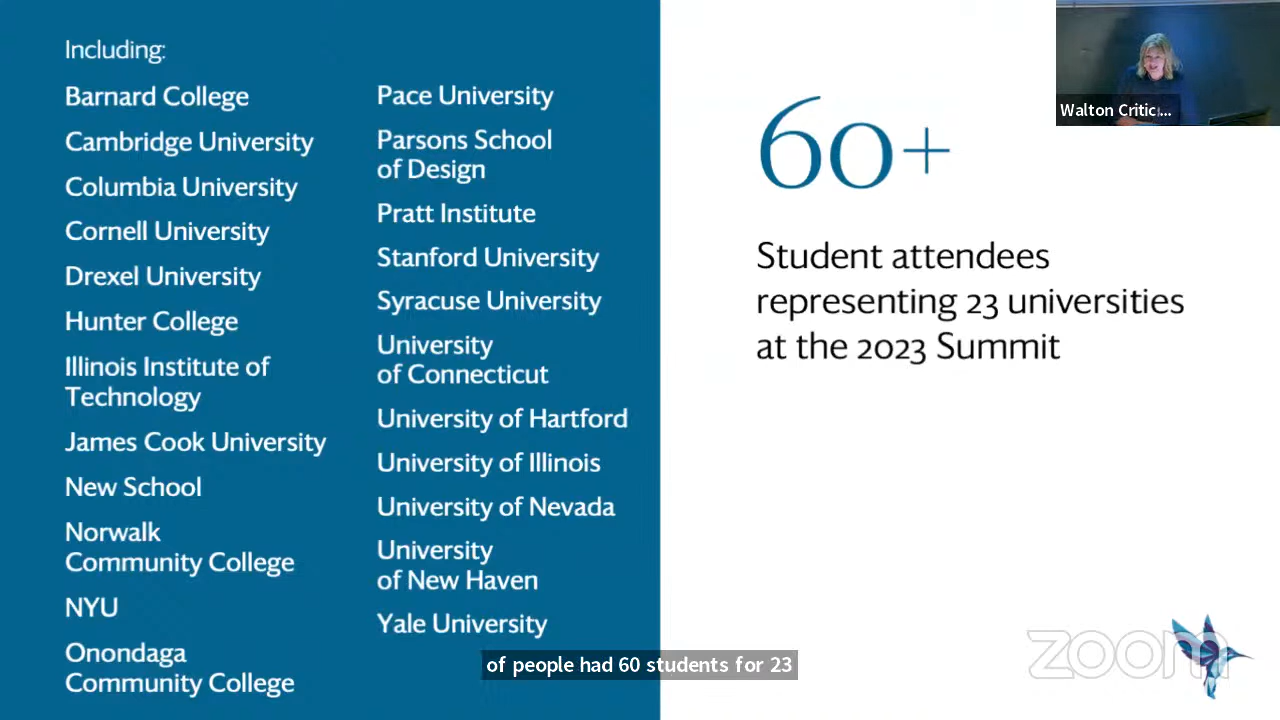 Including:
Barnard College
Cambridge University
Columbia University
Cornell University
Drexel University
Hunter College
Illinois Institute of
Technology
James Cook University
New School
Norwalk
Community College
NYU
Onondaga
Community College
Pace University
Parsons School
of Design
Pratt Institute
Stanford University
Syracuse University
University
of Connecticut
University of Hartford
University of Illinois
University of Nevada
University
of New Haven
Yale University
60+
Student attendees
representing 23 universities
at the 2023 Summit
Walton Critic...
of people had 60 students for 23
zoom